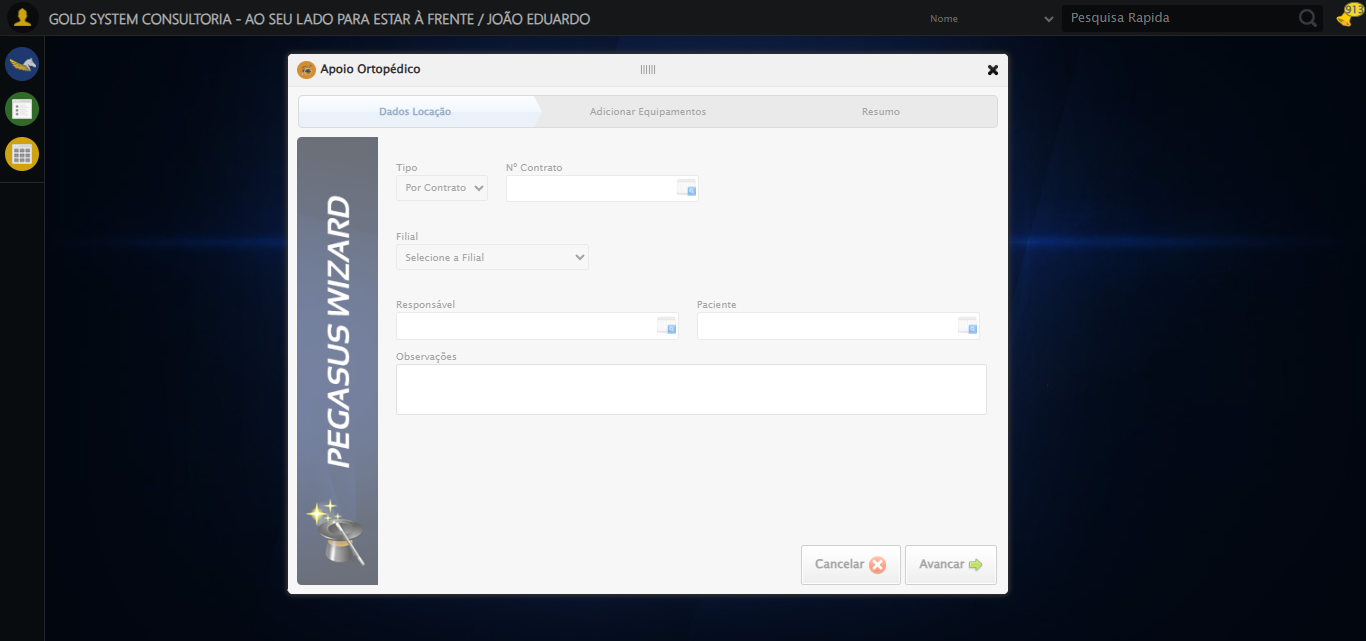 GOLD SYSTEM CONSULTORIA - AO SEU LADO PARA ESTAR À FRENTE / JOÃO EDUARDO
Nome
Pesquisa Rapida
913
Apoio Ortopédico
Dados Locação
Adicionar Equipamentos
Resumo
PEGASUS WIZARD
Tipo
Nº Contrato
Por Contrato
Filial
Selecione a Filial
Responsável
Paciente
Observações
Cancelar
Avancar